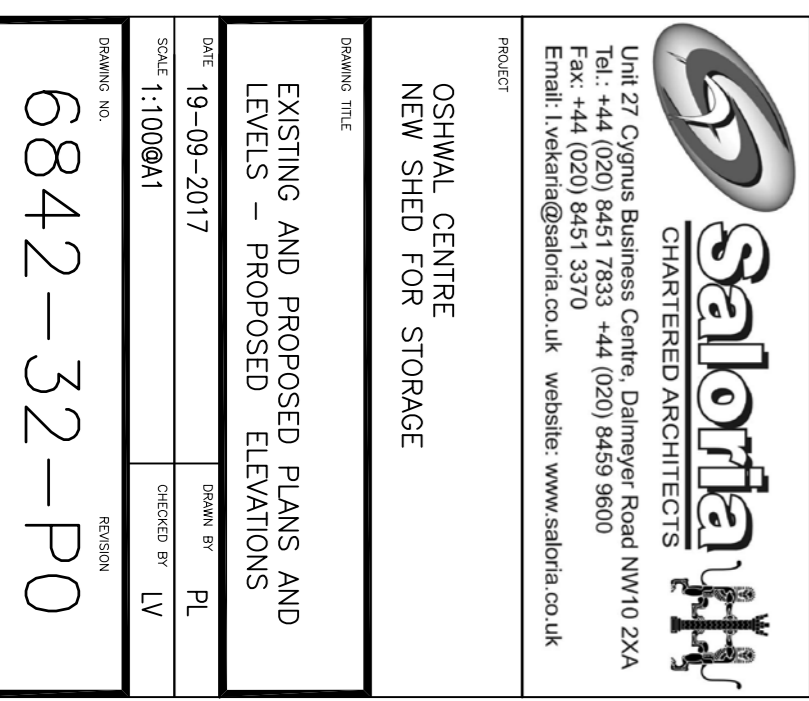 Saloria
CHARTERED ARCHITECTS
Unit 27 Cygnus Business Centre, Dalmeyer Road NW10 2XA
Tel.: +44 (020) 8451 7833 +44 (020) 8459 9600
Fax: +44 (020) 8451 3370
Email: l.vekaria@saloria.co.uk website: www.saloria.co.uk
PROJECT
OSHWAL CENTRE
NEW SHED FOR STORAGE
DRAWING TITLE
EXISTING AND PROPOSED PLANS AND
LEVELS - PROPOSED ELEVATIONS
DATE 19-09-2017 DRAWN BY PL
SCALE 1:100@A1 CHECKED BY LV
DRAWING NO. REVISION
6842-32-P0